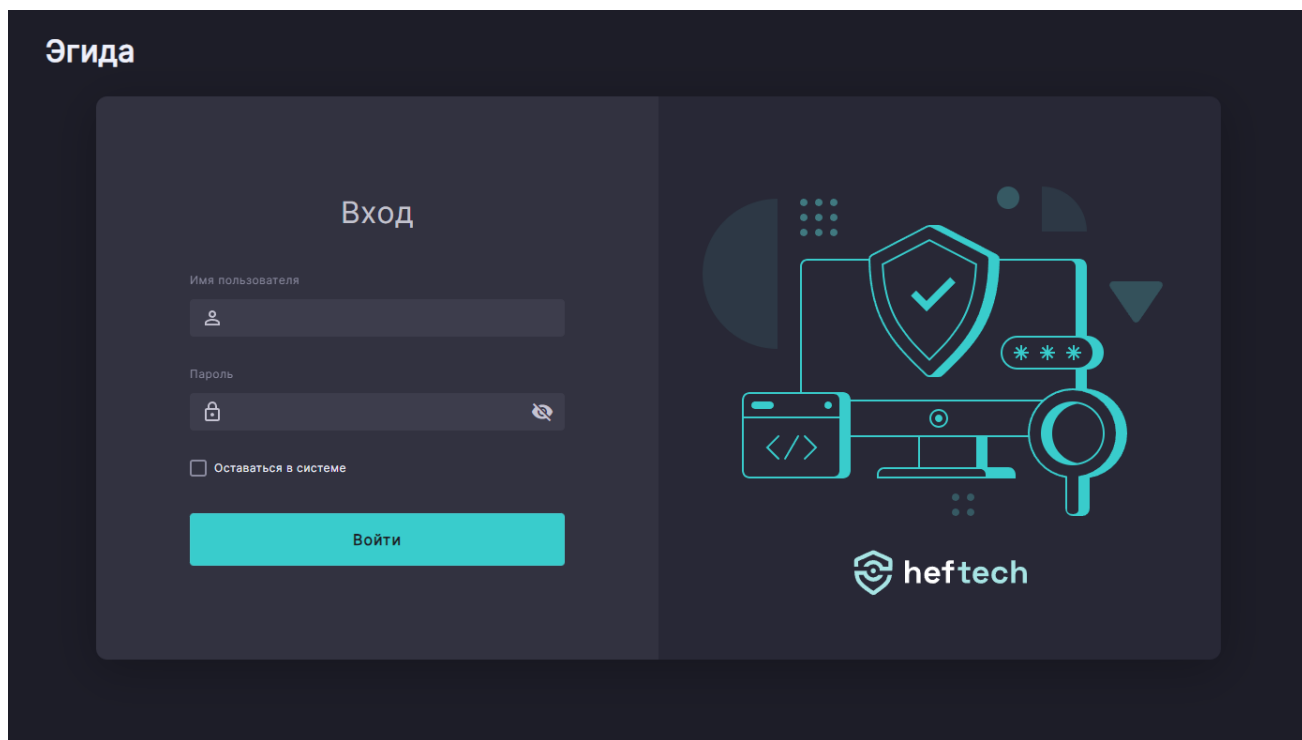 Эгида
Вход
Имя пользователя
Пароль
Оставаться в системе
Войти
***
</>
heftech